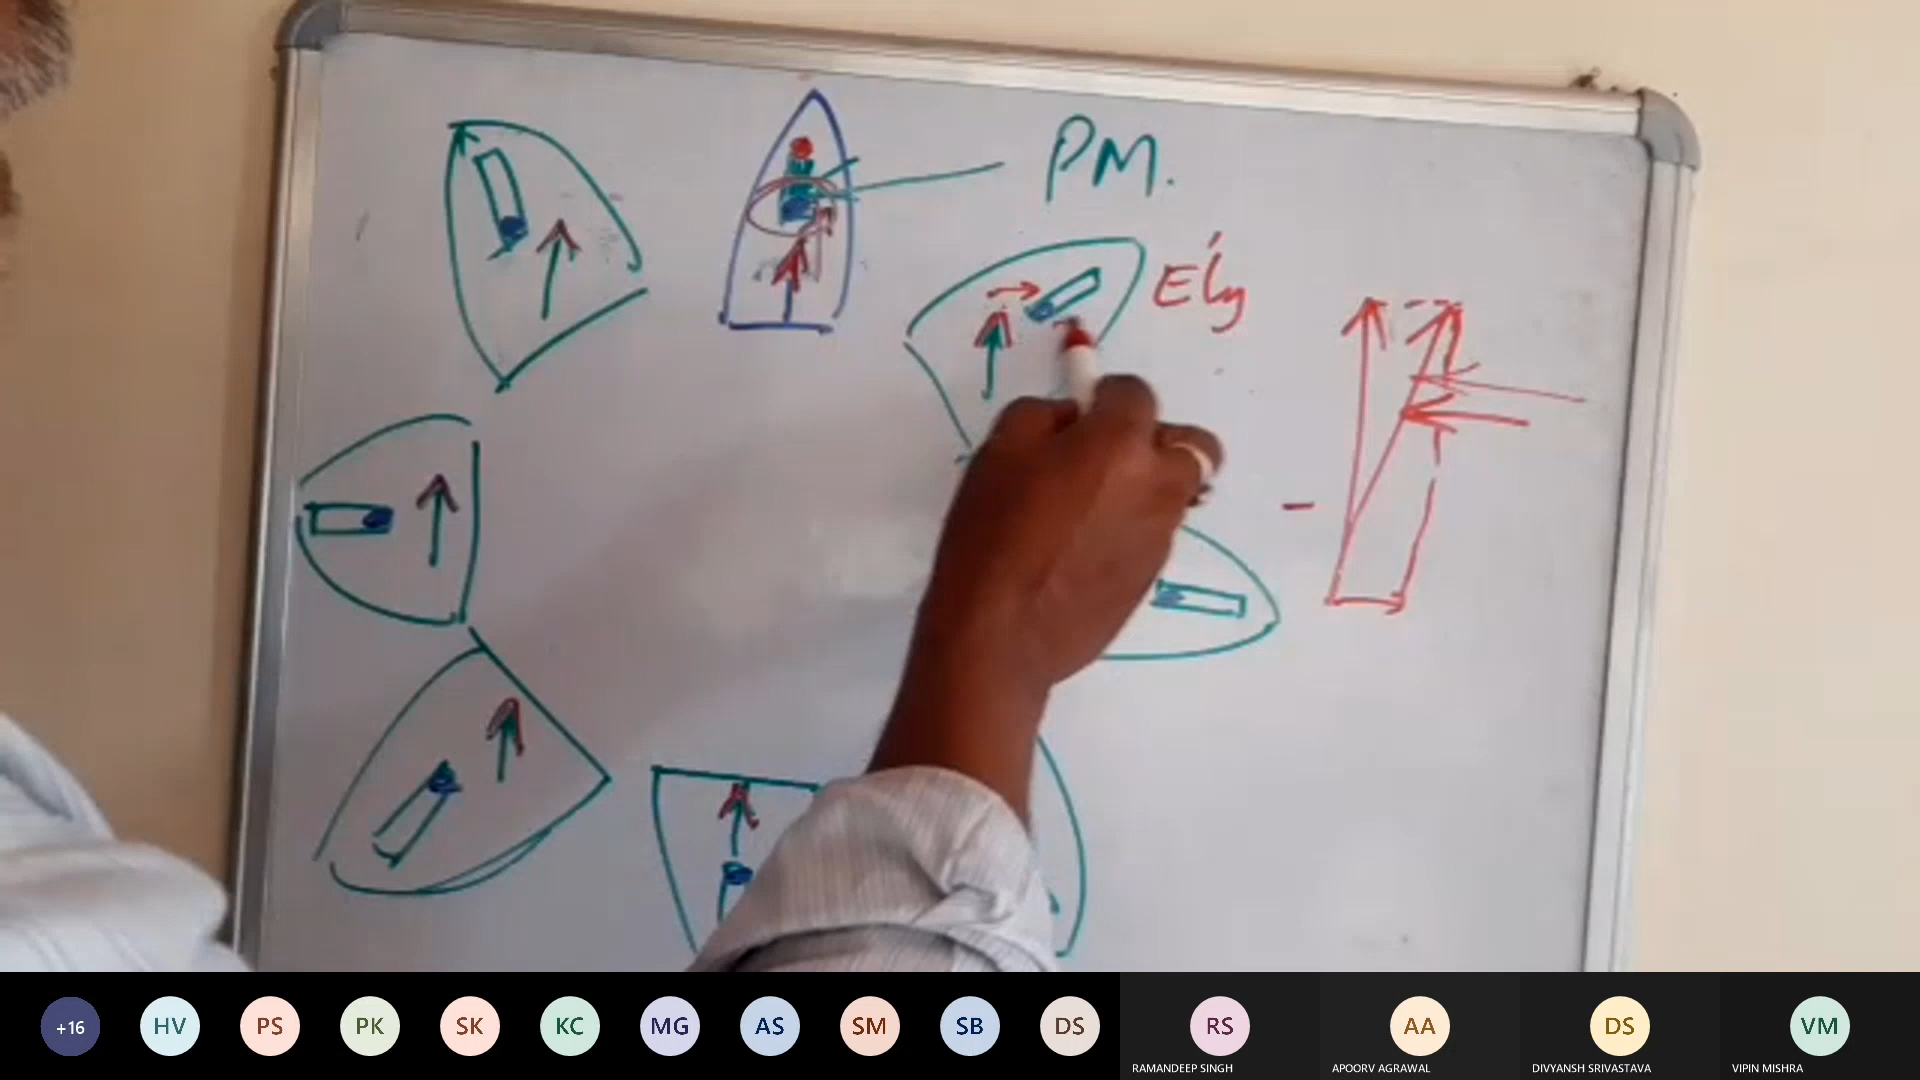 PM.
E'ly
+16
HV
PS
PK
SK
KC
MG
AS
SM
SB
DS
RS
AA
DS
VM
RAMANDEEP SINGH
APOORV AGRAWAL
DIVYANSH SRIVASTAVA
VIPIN MISHRA